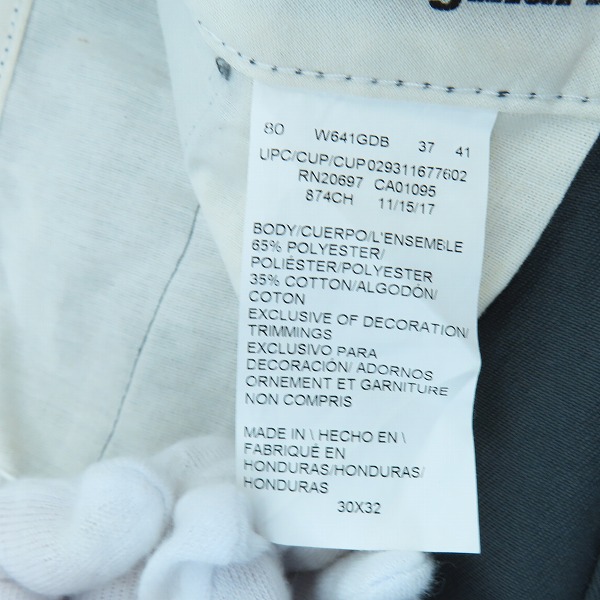 80 W641GDB 37 41
UPC/CUP/CUP029311677602
RN20697 CA01095
874CH 11/15/17
BODY/CUERPO/L'ENSEMBLE
65% POLYESTER/
POLIÉSTER/POLYESTER
35% COTTON/ALGODÓN/
COTON
EXCLUSIVE OF DECORATION/
TRIMMINGS
EXCLUSIVO PARA
DECORACIÓN/ ADORNOS
ORNEMENT ET GARNITURE
NON COMPRIS
MADE IN \ HECHO EN \
FABRIQUÉ EN
HONDURAS/HONDURAS/
HONDURAS
30X32